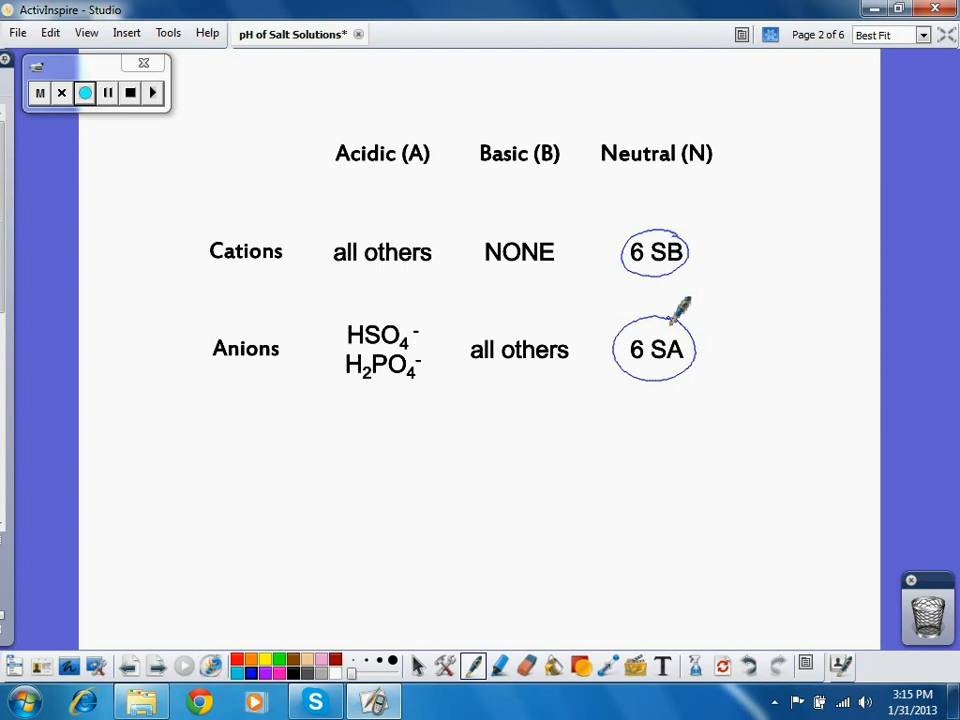 ActivInspire - Studio
File Edit View Insert Tools Help
pH of Salt Solutions*
Page 2 of 6
Best Fit
M
Acidic (A) Basic (B) Neutral (N)
Cations all others NONE 6 SB
Anions HSO₄⁻ H₂PO₄⁻ all others 6 SA
T
S
3:15 PM
1/31/2013